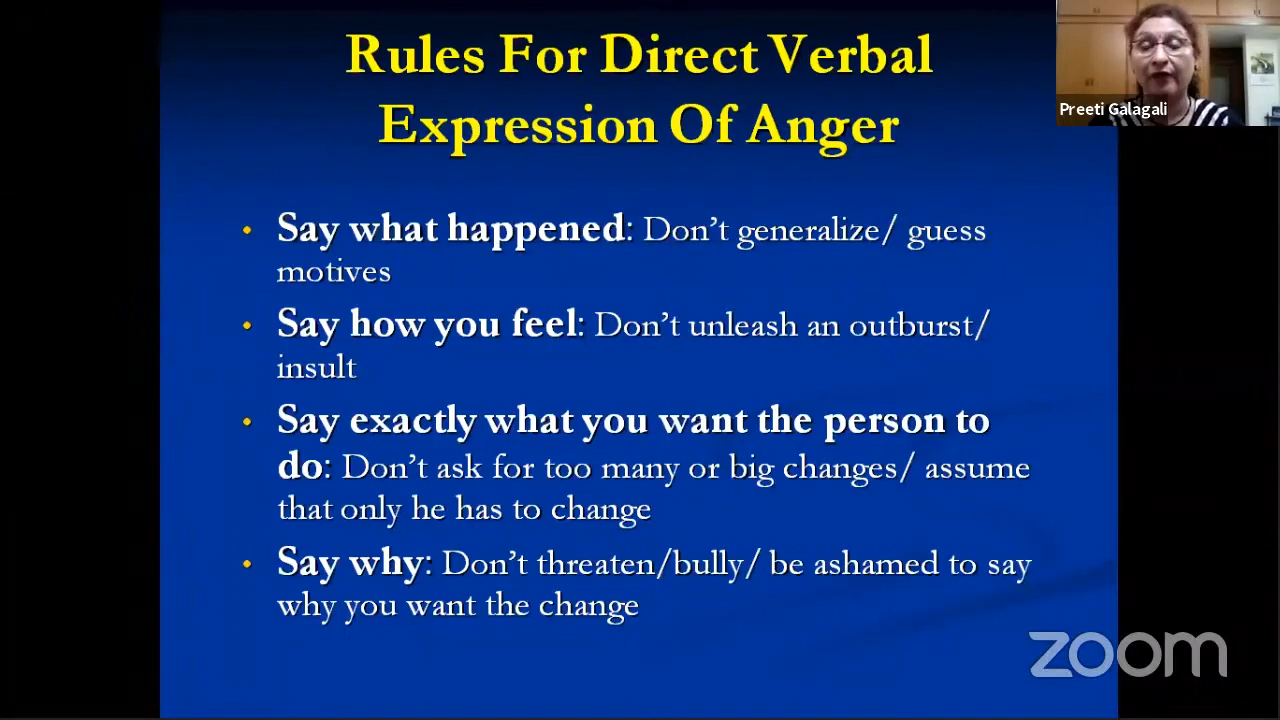 Rules For Direct Verbal
Expression Of Anger
Preeti Galagali
• Say what happened: Don’t generalize/ guess
motives
• Say how you feel: Don’t unleash an outburst/
insult
• Say exactly what you want the person to
do: Don’t ask for too many or big changes/ assume
that only he has to change
• Say why: Don’t threaten/bully/ be ashamed to say
why you want the change
zoom